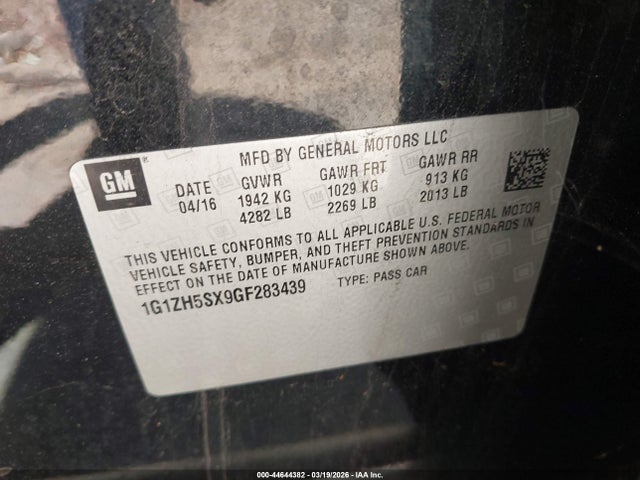 MFD BY GENERAL MOTORS LLC
GM
DATE GVWR GAWR FRT GAWR RR
04/16 1942 KG 1029 KG 913 KG
4282 LB 2269 LB 2013 LB
THIS VEHICLE CONFORMS TO ALL APPLICABLE U.S. FEDERAL MOTOR
VEHICLE SAFETY, BUMPER, AND THEFT PREVENTION STANDARDS IN
EFFECT ON THE DATE OF MANUFACTURE SHOWN ABOVE.
1G1ZH5SX9GF283439 TYPE: PASS CAR
000-44644382 - 03/19/2026 - IAA Inc.